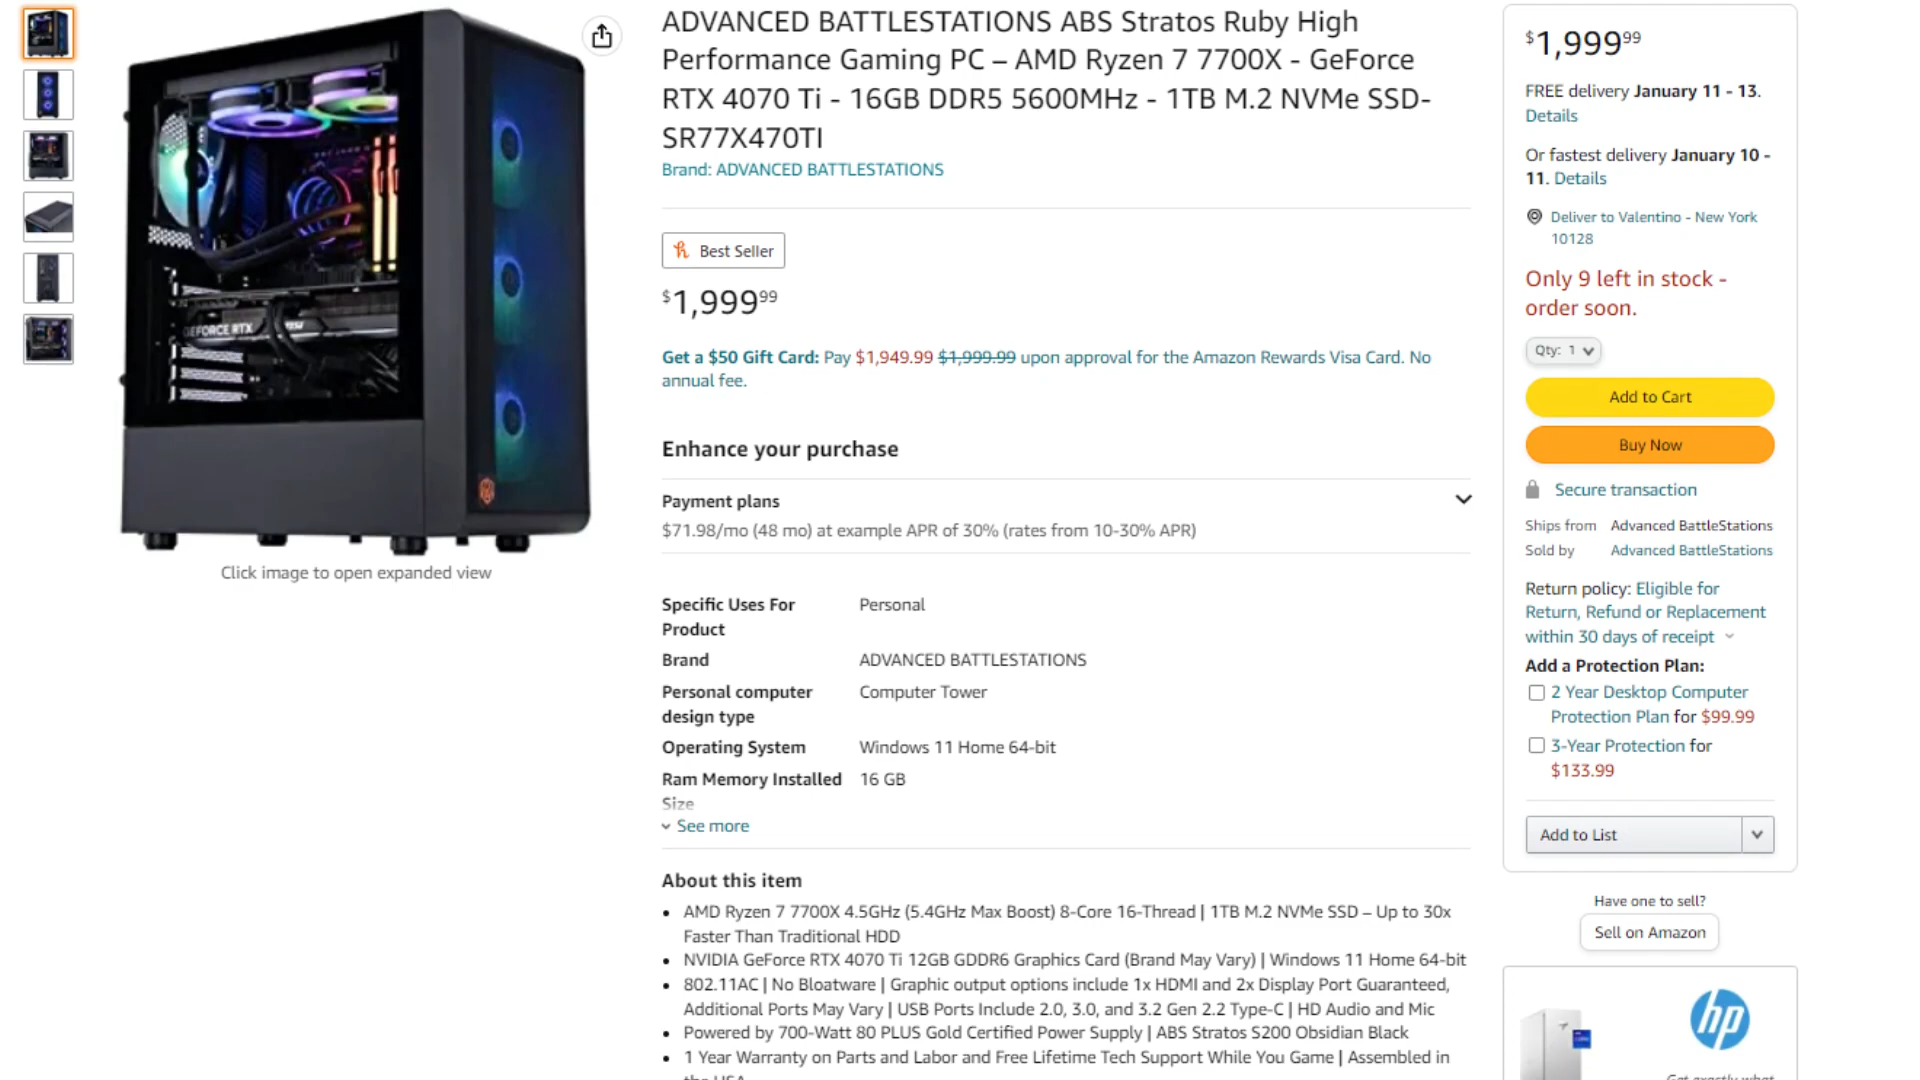 ADVANCED BATTLESTATIONS ABS Stratos Ruby High
Performance Gaming PC – AMD Ryzen 7 7700X - GeForce
RTX 4070 Ti - 16GB DDR5 5600MHz - 1TB M.2 NVMe SSD-
SR77X470TI
Brand: ADVANCED BATTLESTATIONS
Best Seller
$1,999⁹⁹
Get a $50 Gift Card: Pay $1,949.99 $1,999.99 upon approval for the Amazon Rewards Visa Card. No
annual fee.
Enhance your purchase
Payment plans
$71.98/mo (48 mo) at example APR of 30% (rates from 10-30% APR)
Specific Uses For Personal
Product
Brand ADVANCED BATTLESTATIONS
Personal computer Computer Tower
design type
Operating System Windows 11 Home 64-bit
Ram Memory Installed 16 GB
Size
See more
About this item
AMD Ryzen 7 7700X 4.5GHz (5.4GHz Max Boost) 8-Core 16-Thread | 1TB M.2 NVMe SSD – Up to 30x
Faster Than Traditional HDD
NVIDIA GeForce RTX 4070 Ti 12GB GDDR6 Graphics Card (Brand May Vary) | Windows 11 Home 64-bit
802.11AC | No Bloatware | Graphic output options include 1x HDMI and 2x Display Port Guaranteed,
Additional Ports May Vary | USB Ports Include 2.0, 3.0, and 3.2 Gen 2.2 Type-C | HD Audio and Mic
Powered by 700-Watt 80 PLUS Gold Certified Power Supply | ABS Stratos S200 Obsidian Black
1 Year Warranty on Parts and Labor and Free Lifetime Tech Support While You Game | Assembled in
the USA
GEFORCE RTX
Click image to open expanded view
$1,999⁹⁹
FREE delivery January 11 - 13.
Details
Or fastest delivery January 10 -
11. Details
Deliver to Valentino - New York
10128
Only 9 left in stock -
order soon.
Qty: 1
Add to Cart
Buy Now
Secure transaction
Ships from Advanced BattleStations
Sold by Advanced BattleStations
Return policy: Eligible for
Return, Refund or Replacement
within 30 days of receipt
Add a Protection Plan:
2 Year Desktop Computer
Protection Plan for $99.99
3-Year Protection for
$133.99
Add to List
Have one to sell?
Sell on Amazon
hp
Get exactly what